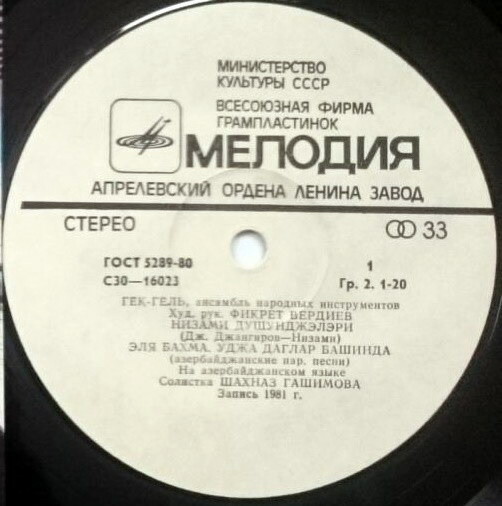 МИНИСТЕРСТВО
КУЛЬТУРЫ СССР
ВСЕСОЮЗНАЯ ФИРМА
ГРАМПЛАСТИНОК
МЕЛОДИЯ
АПРЕЛЕВСКИЙ ОРДЕНА ЛЕНИНА ЗАВОД
СТЕРЕО 33
ГОСТ 5289-80 1
С30—16023 Гр. 2. 1-20
ГЕК-ГЕЛЬ, ансамбль народных инструментов
Худ. рук. ФИКРЕТ ВЕРДИЕВ
НИЗАМИ ДУШУНДЖЭЛЭРИ
(Дж. Джангиров—Низами)
ЭЛЯ БАХМА. УДЖА ДАГЛАР БАШИНДА
(азербайджанские нар. песни)
На азербайджанском языке
Солистка ШАХНАЗ ГАШИМОВА
Запись 1981 г.